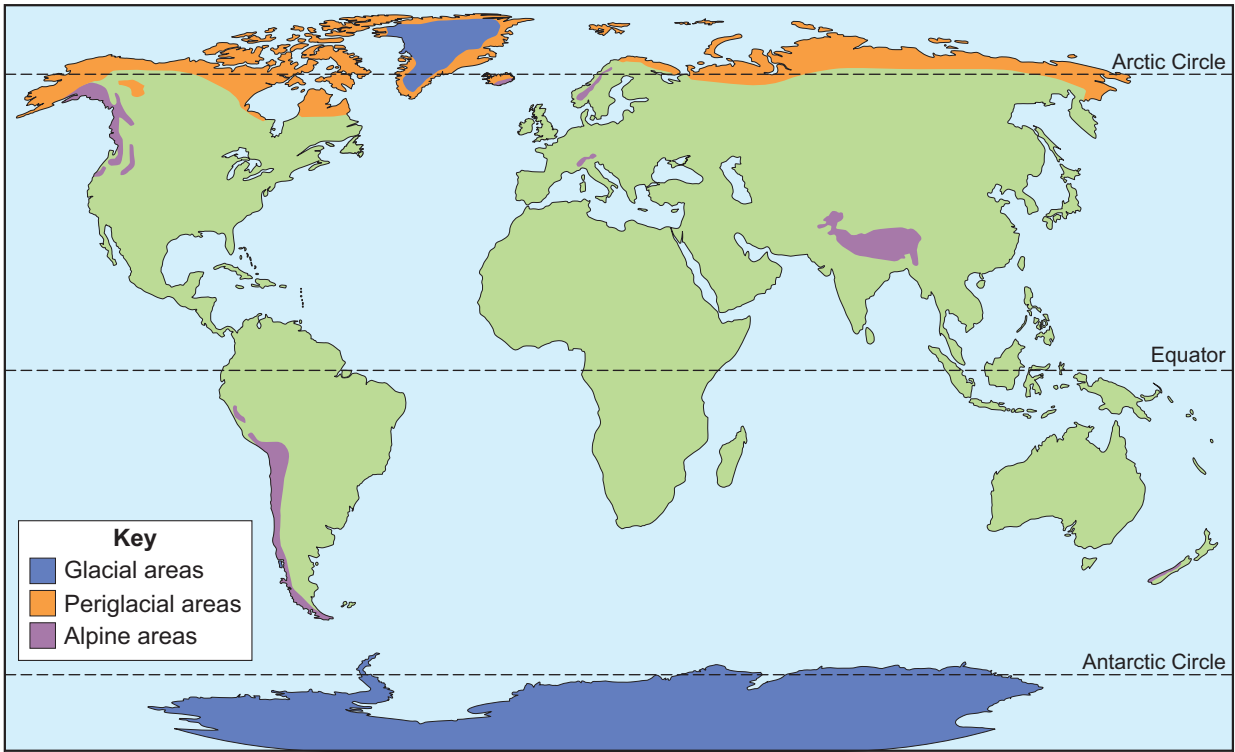 Arctic Circle
Equator
Key
Glacial areas
Periglacial areas
Alpine areas
Antarctic Circle